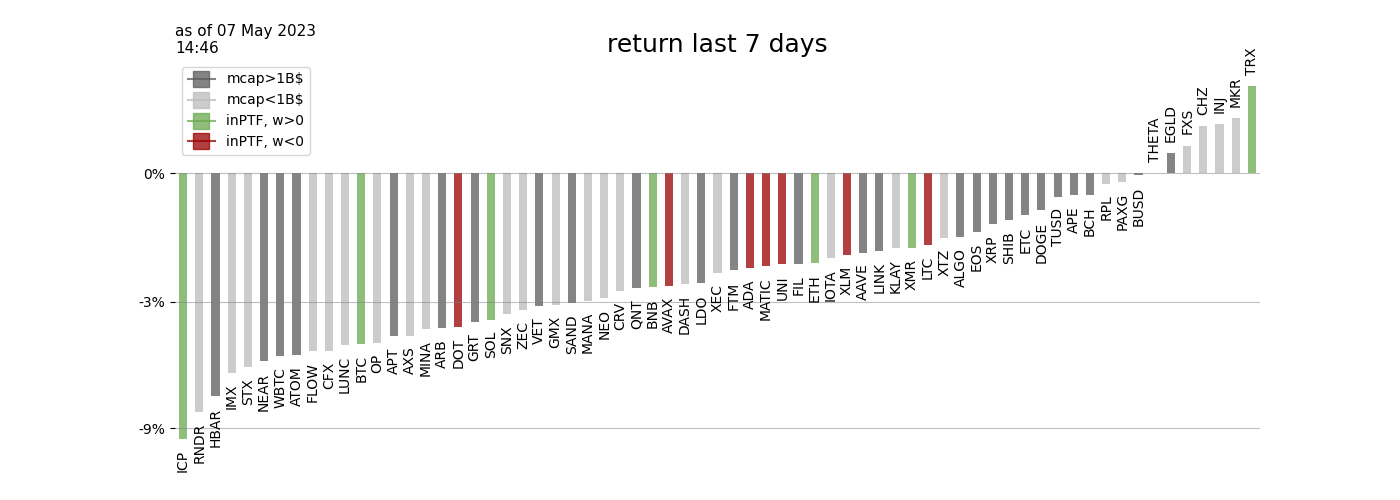 as of 07 May 2023
14:46
return last 7 days
mcap>1B$
mcap<1B$
inPTF, w>0
inPTF, w<0
0%
-3%
-9%
ICP
RNDR
HBAR
IMX
STX
NEAR
WBTC
ATOM
FLOW
CFX
LUNC
BTC
OP
APT
AXS
MINA
ARB
DOT
GRT
SOL
SNX
ZEC
VET
GMX
SAND
MANA
NEO
CRV
QNT
BNB
AVAX
DASH
LDO
XEC
FTM
ADA
MATIC
UNI
FIL
ETH
IOTA
XLM
AAVE
LINK
KLAY
XMR
LTC
XTZ
ALGO
EOS
XRP
SHIB
ETC
DOGE
TUSD
APE
BCH
RPL
PAXG
BUSD
THETA
EGLD
FXS
CHZ
INJ
MKR
TRX